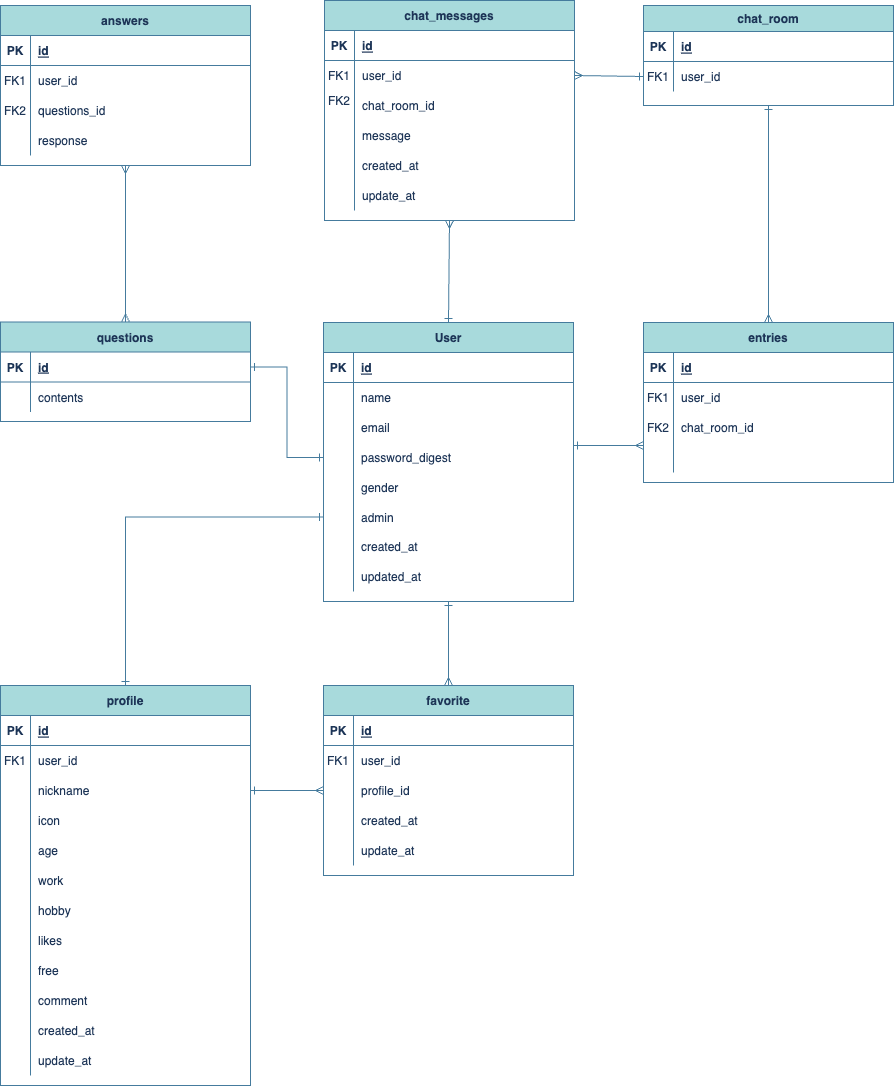 answers
PK id
FK1 user_id
FK2 questions_id
response
chat_messages
PK id
FK1 user_id
FK2 chat_room_id
message
created_at
update_at
chat_room
PK id
FK1 user_id
questions
PK id
contents
User
PK id
name
email
password_digest
gender
admin
created_at
updated_at
entries
PK id
FK1 user_id
FK2 chat_room_id
profile
PK id
FK1 user_id
nickname
icon
age
work
hobby
likes
free
comment
created_at
update_at
favorite
PK id
FK1 user_id
profile_id
created_at
update_at